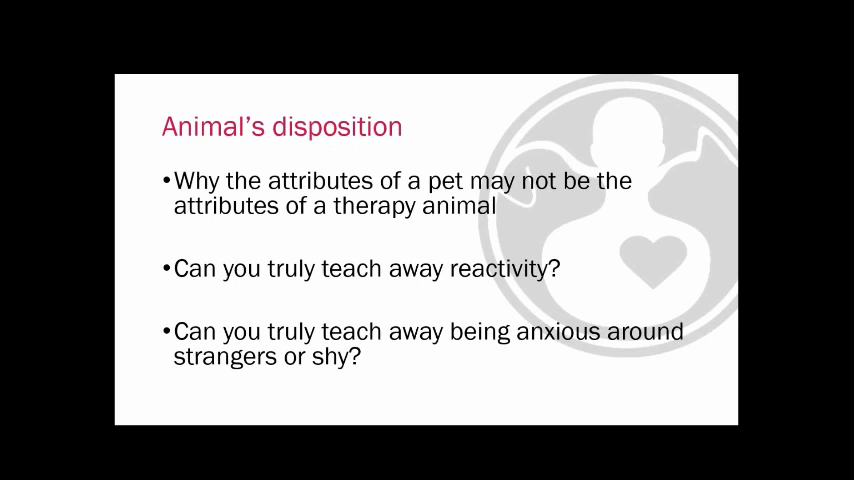 Animal's disposition
•Why the attributes of a pet may not be the
attributes of a therapy animal
•Can you truly teach away reactivity?
•Can you truly teach away being anxious around
strangers or shy?